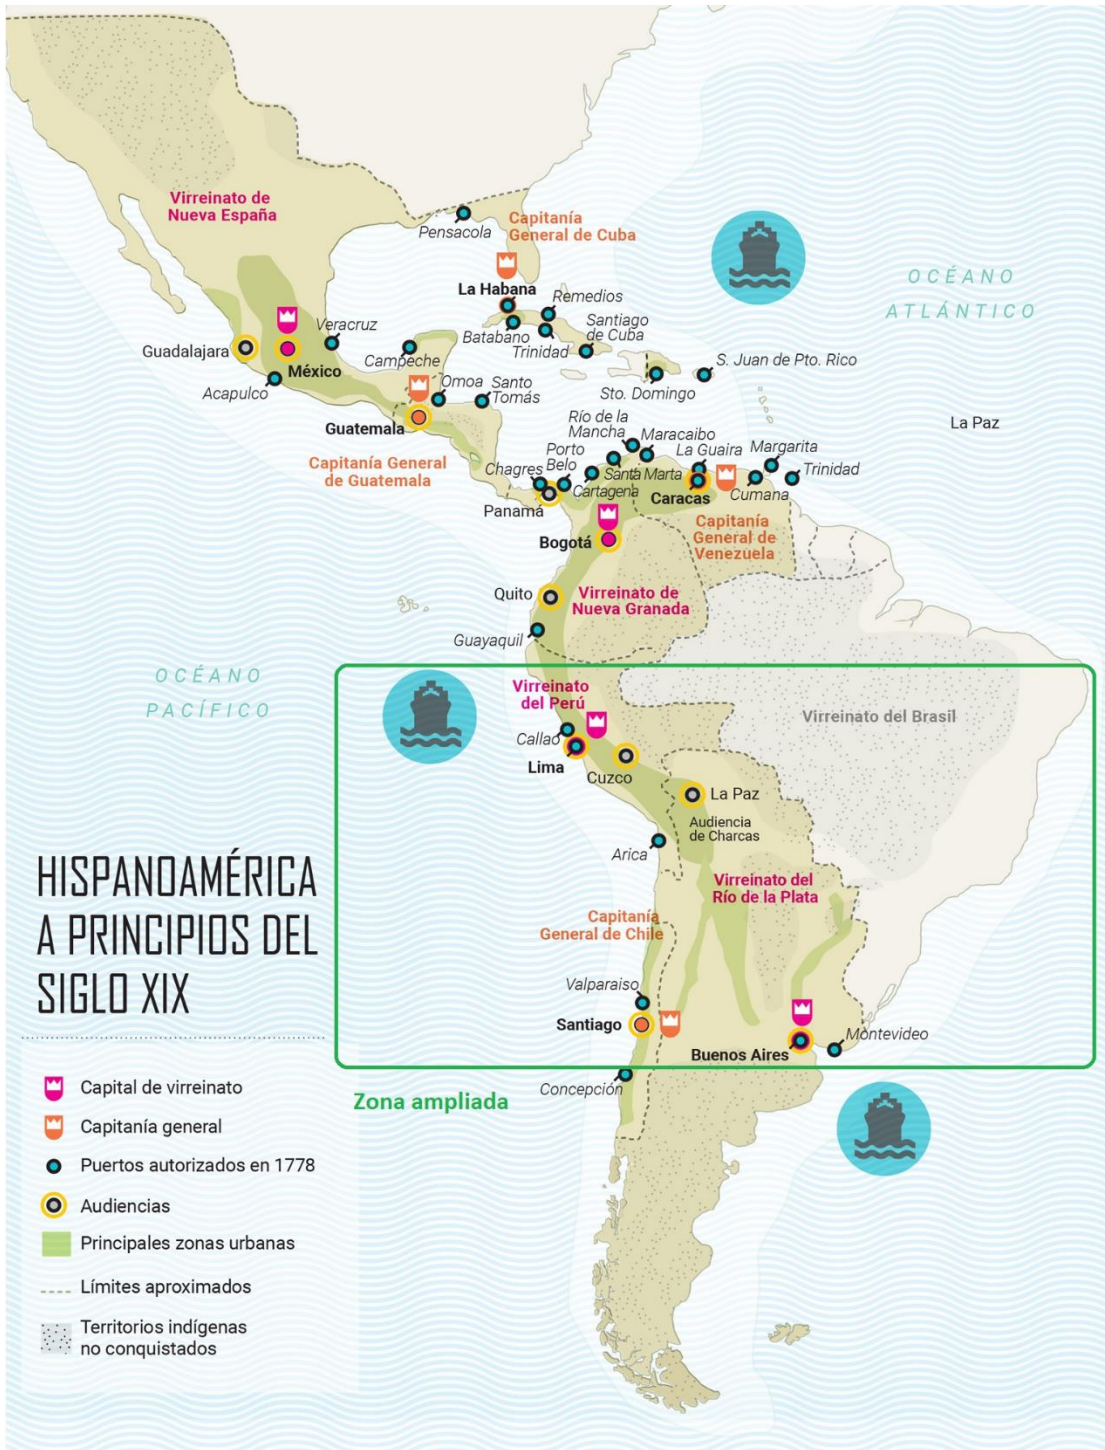 Virreinato de
Nueva España
Pensacola
Capitanía
General de Cuba
La Habana
Remedios
Batabano
Trinidad
Santiago
de Cuba
OCÉANO
ATLÁNTICO
Guadalajara
México
Veracruz
Campeche
Acapulco
Omoa
Santo
Tomás
Guatemala
Capitanía General
de Guatemala
Sto. Domingo
S. Juan de Pto. Rico
La Paz
Río de la
Mancha
Maracaibo
La Guaira
Margarita
Trinidad
Porto
Belo
Chagres
Santa Marta
Cartagena
Caracas
Cumana
Panamá
Bogotá
Capitanía
General de
Venezuela
Quito
Virreinato de
Nueva Granada
Guayaquil
OCÉANO
PACÍFICO
Virreinato
del Perú
Virreinato del Brasil
Callao
Lima
Cuzco
La Paz
Audiencia
de Charcas
Arica
Virreinato del
Río de la Plata
Capitanía
General de Chile
Valparaiso
Santiago
Buenos Aires
Montevideo
Concepción
Zona ampliada
HISPANOAMÉRICA
A PRINCIPIOS DEL
SIGLO XIX
Capital de virreinato
Capitanía general
Puertos autorizados en 1778
Audiencias
Principales zonas urbanas
Límites aproximados
Territorios indígenas
no conquistados